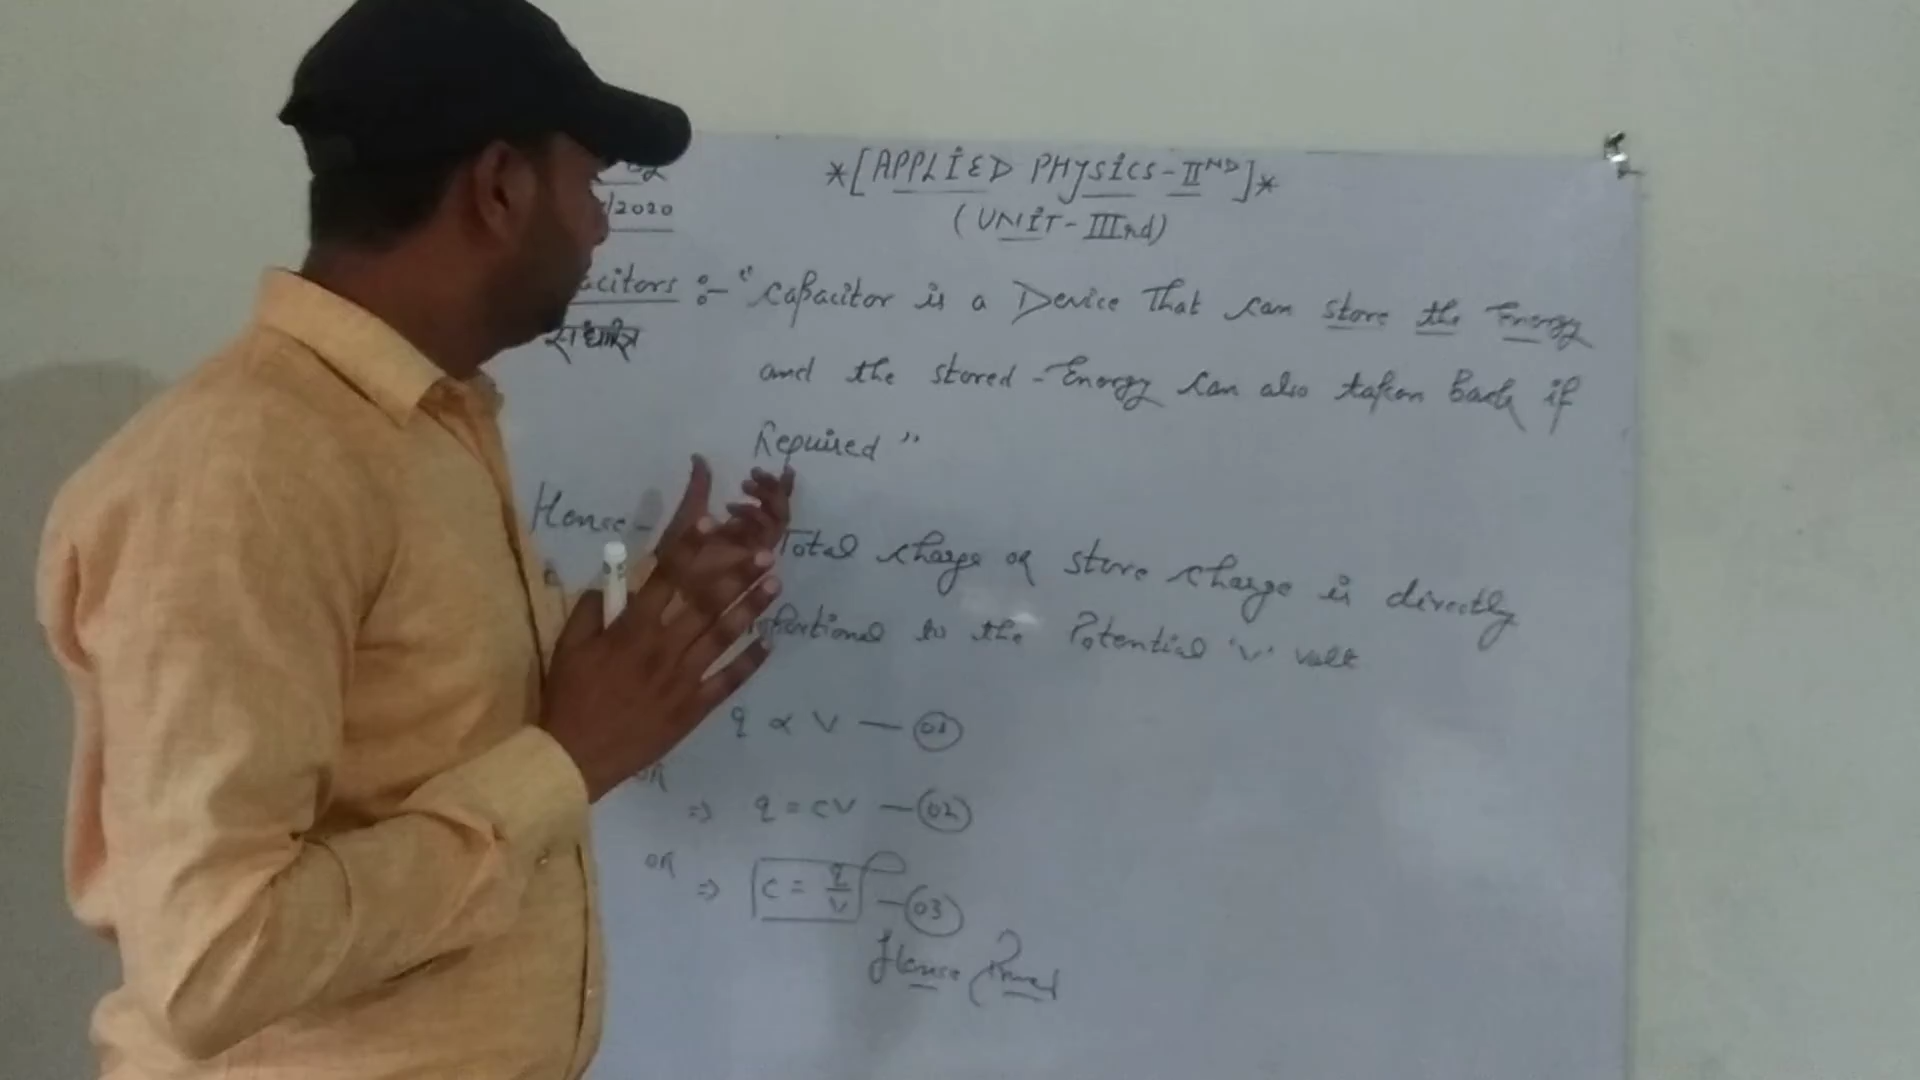 *[APPLIED PHYSICS-IIND]*
(UNIT-IIIrd)
/2020
acitors :- "Capacitor is a Device That can store the Energy
संधारित्र
and the stored-Energy can also taken back if
Required"
Hence-
Total charge or store charge is directly
portional to the Potential 'V' volt
q ∝ V — 01
OR
=> q = CV — 02
OR
=> C = q/V — 03
Hence Proved